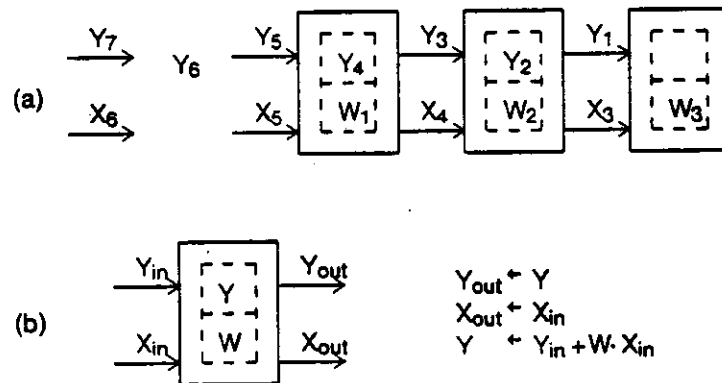 Y7 Y6 Y5 Y4 Y3 Y2 Y1
(a)
X6 X5 W1 X4 W2 X3 W3
Yin Y Yout
(b)
Xin W Xout
Yout ← Y
Xout ← Xin
Y ← Yin + W · Xin